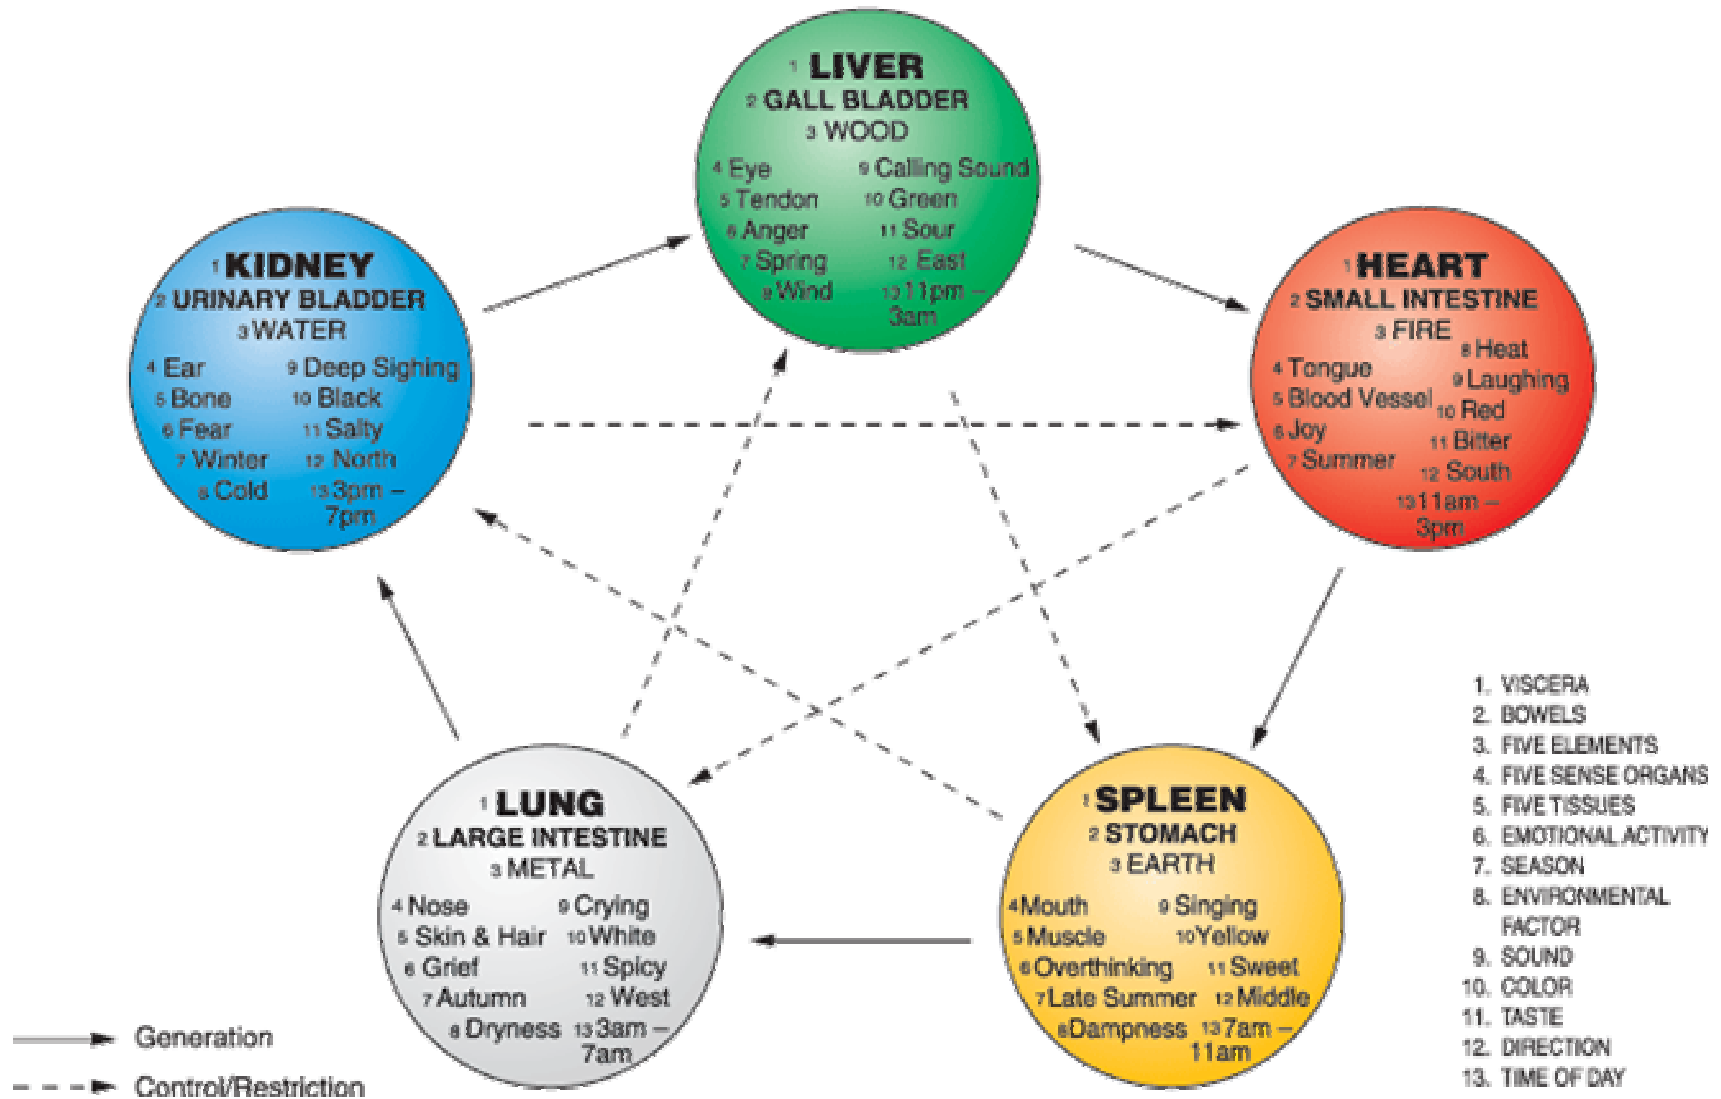 1 LIVER
2 GALL BLADDER
3 WOOD
4 Eye
5 Tendon
6 Anger
7 Spring
8 Wind
9 Calling Sound
10 Green
11 Sour
12 East
13 11pm –
3am
1 KIDNEY
2 URINARY BLADDER
3 WATER
4 Ear
5 Bone
6 Fear
7 Winter
8 Cold
9 Deep Sighing
10 Black
11 Salty
12 North
13 3pm –
7pm
1 HEART
2 SMALL INTESTINE
3 FIRE
4 Tongue
5 Blood Vessel
6 Joy
7 Summer
8 Heat
9 Laughing
10 Red
11 Bitter
12 South
13 11am –
3pm
1 LUNG
2 LARGE INTESTINE
3 METAL
4 Nose
5 Skin & Hair
6 Grief
7 Autumn
8 Dryness
9 Crying
10 White
11 Spicy
12 West
13 3am –
7am
1 SPLEEN
2 STOMACH
3 EARTH
4 Mouth
5 Muscle
6 Overthinking
7 Late Summer
8 Dampness
9 Singing
10 Yellow
11 Sweet
12 Middle
13 7am –
11am
1. VISCERA
2. BOWELS
3. FIVE ELEMENTS
4. FIVE SENSE ORGANS
5. FIVE TISSUES
6. EMOTIONAL ACTIVITY
7. SEASON
8. ENVIRONMENTAL
FACTOR
9. SOUND
10. COLOR
11. TASTE
12. DIRECTION
13. TIME OF DAY
Generation
Control/Restriction